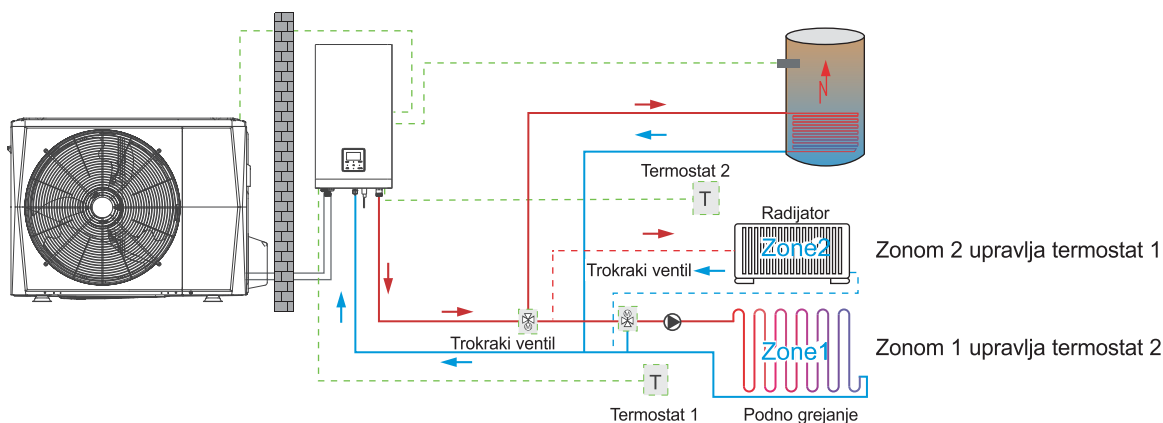 Termostat 2
T
Radijator
Zone2
Zonom 2 upravlja termostat 1
Trokraki ventil
M
M
Trokraki ventil
Zone1
Zonom 1 upravlja termostat 2
T
Termostat 1
Podno grejanje